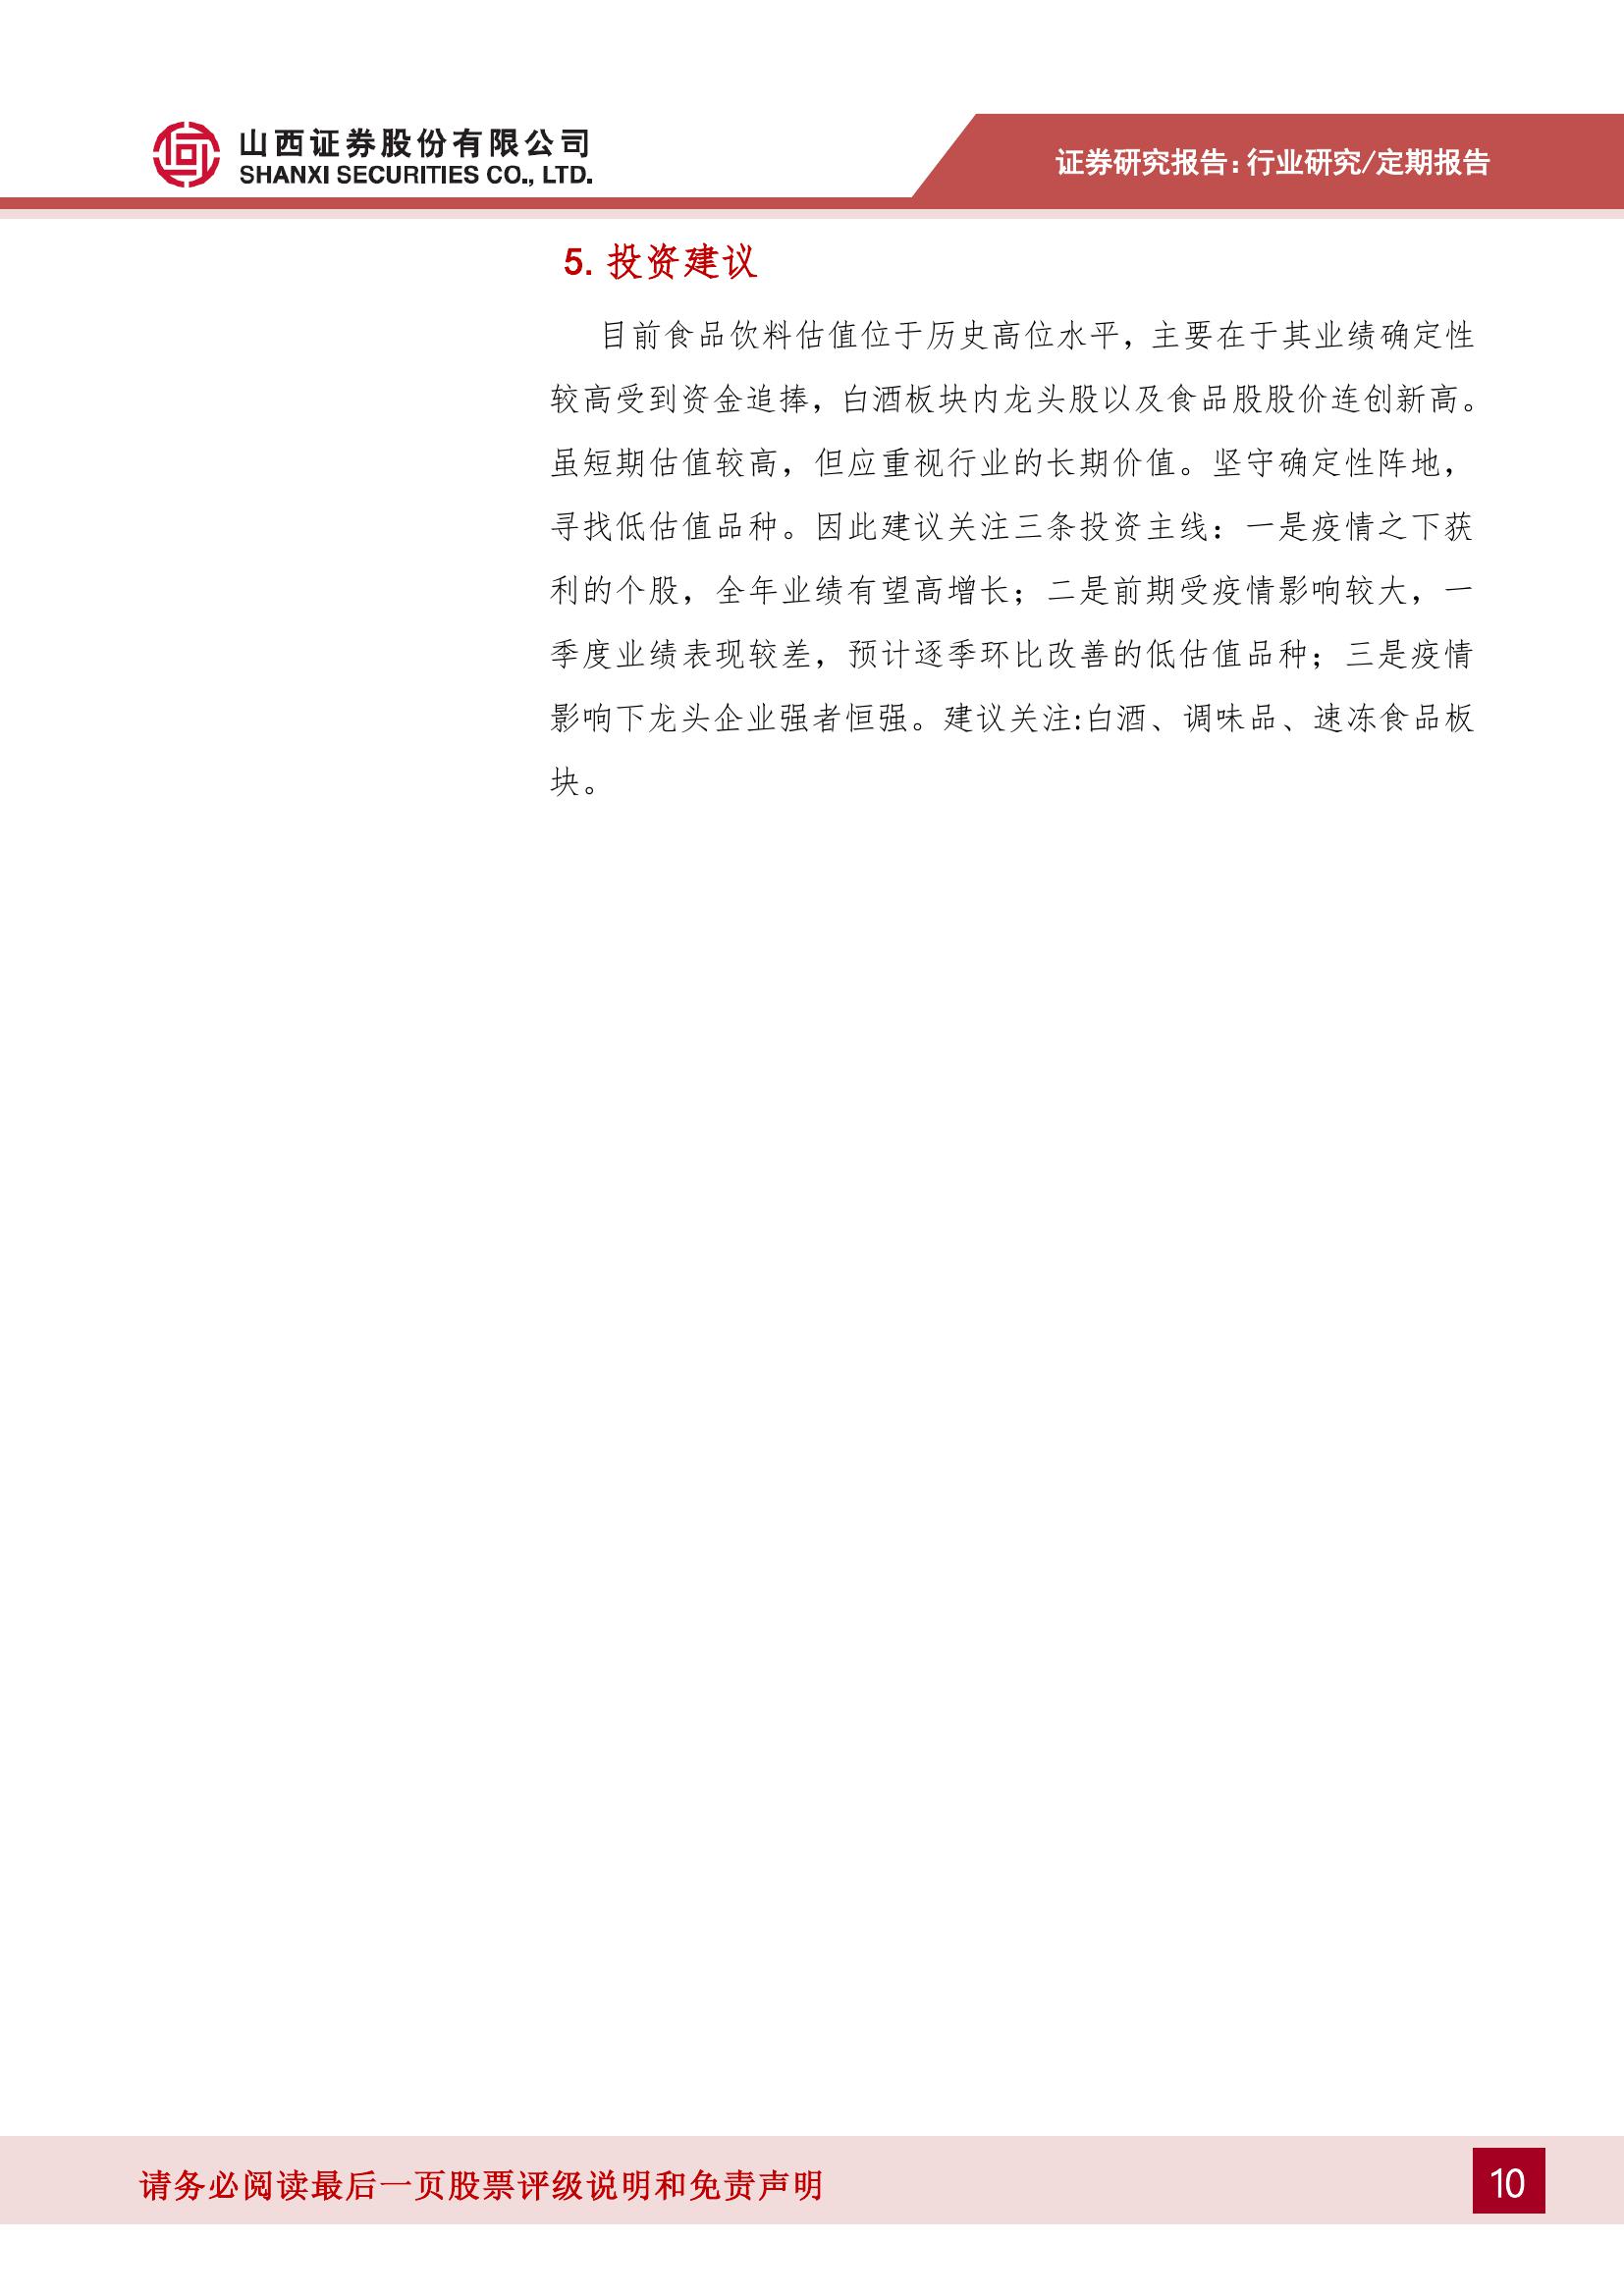 山西证券股份有限公司
SHANXI SECURITIES CO., LTD.
证券研究报告：行业研究/定期报告
5. 投资建议
目前食品饮料估值位于历史高位水平，主要在于其业绩确定性
较高受到资金追捧，白酒板块内龙头股以及食品股股价连创新高。
虽短期估值较高，但应重视行业的长期价值。坚守确定性阵地，
寻找低估值品种。因此建议关注三条投资主线：一是疫情之下获
利的个股，全年业绩有望高增长；二是前期受疫情影响较大，一
季度业绩表现较差，预计逐季环比改善的低估值品种；三是疫情
影响下龙头企业强者恒强。建议关注:白酒、调味品、速冻食品板
块。
请务必阅读最后一页股票评级说明和免责声明
10